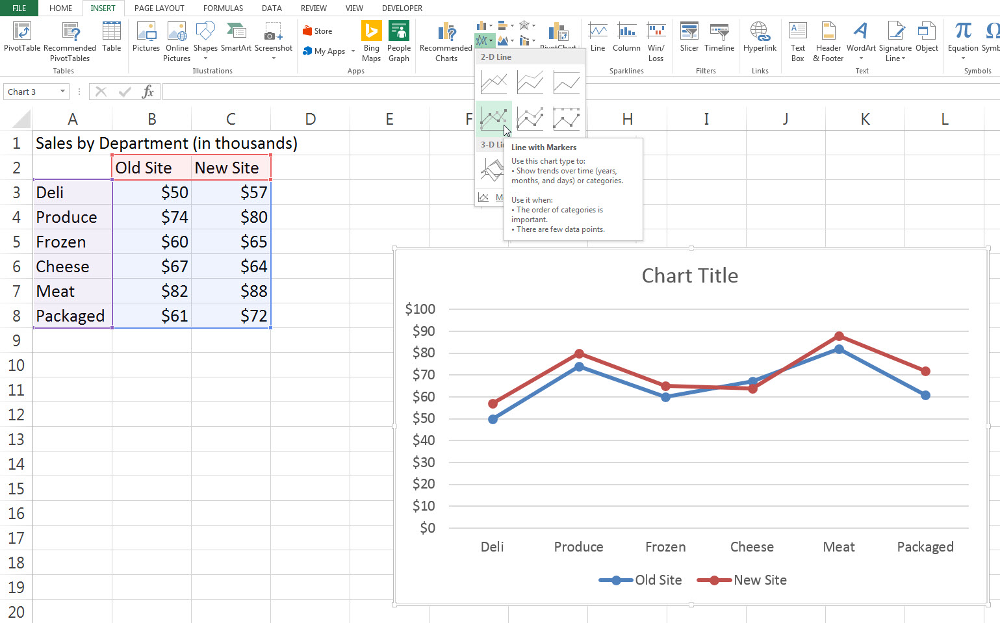 FILE HOME INSERT PAGE LAYOUT FORMULAS DATA REVIEW VIEW DEVELOPER
PivotTable Recommended PivotTables Table
Tables
Pictures Online Pictures Shapes SmartArt Screenshot
Illustrations
Store
My Apps
Bing Maps People Graph
Apps
Recommended Charts
Line Column Win/ Loss
Sparklines
Slicer Timeline
Filters
Hyperlink
Links
Text Box Header & Footer WordArt Signature Line Object
Text
Equation
Symbols
Chart 3
fx
2-D Line
Line with Markers
Use this chart type to:
• Show trends over time (years,
months, and days) or categories.
Use it when:
• The order of categories is
important.
• There are few data points.
A B C D E F H I J K L
1 Sales by Department (in thousands)
2 Old Site New Site
3 Deli $50 $57
4 Produce $74 $80
5 Frozen $60 $65
6 Cheese $67 $64
7 Meat $82 $88
8 Packaged $61 $72
9
10
11
12
13
14
15
16
17
18
19
20
Chart Title
$100
$90
$80
$70
$60
$50
$40
$30
$20
$10
$0
Deli Produce Frozen Cheese Meat Packaged
Old Site New Site